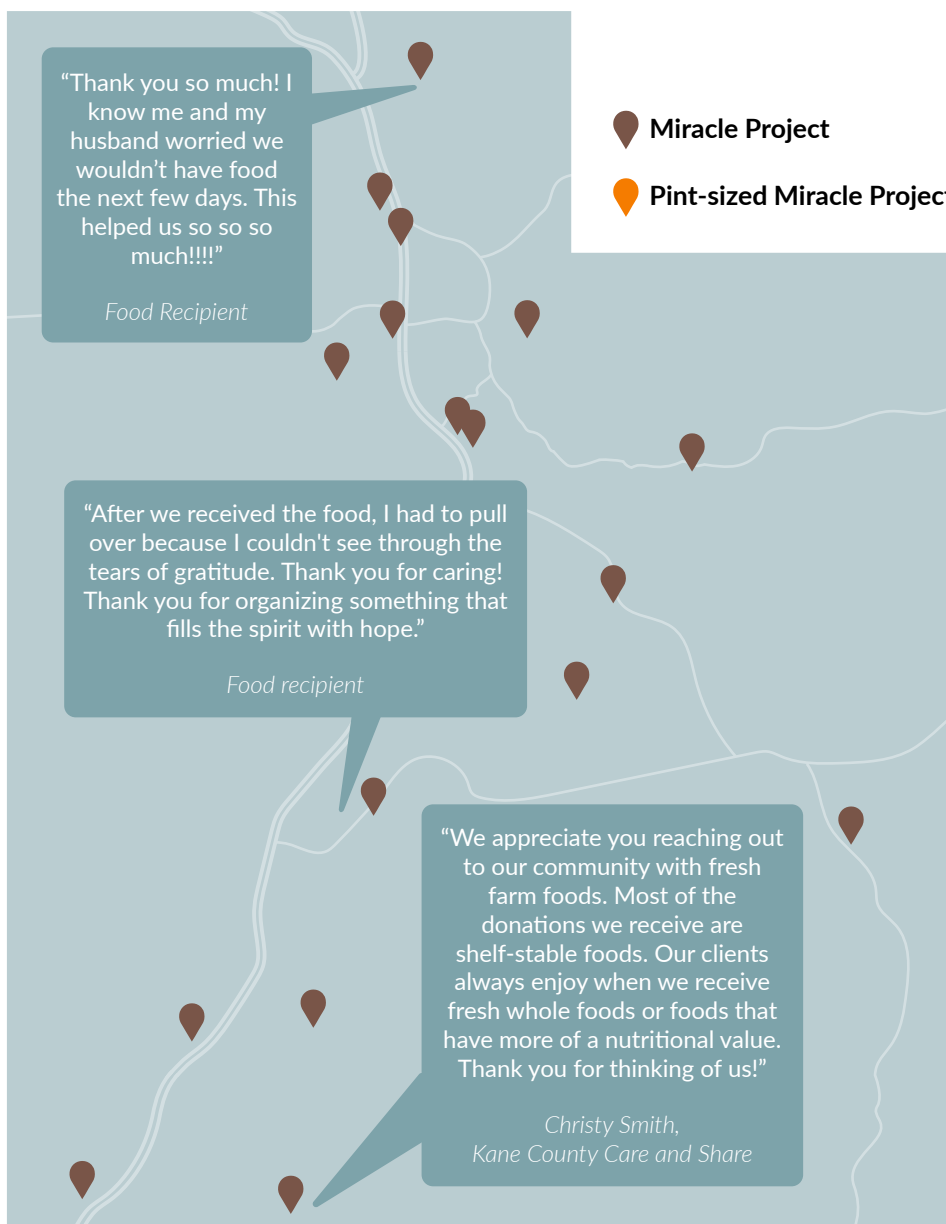 “Thank you so much! I
know me and my
husband worried we
wouldn’t have food
the next few days. This
helped us so so so
much!!!!”
Food Recipient
Miracle Project
Pint-sized Miracle Project
“After we received the food, I had to pull
over because I couldn't see through the
tears of gratitude. Thank you for caring!
Thank you for organizing something that
fills the spirit with hope.”
Food recipient
“We appreciate you reaching out
to our community with fresh
farm foods. Most of the
donations we receive are
shelf-stable foods. Our clients
always enjoy when we receive
fresh whole foods or foods that
have more of a nutritional value.
Thank you for thinking of us!”
Christy Smith,
Kane County Care and Share